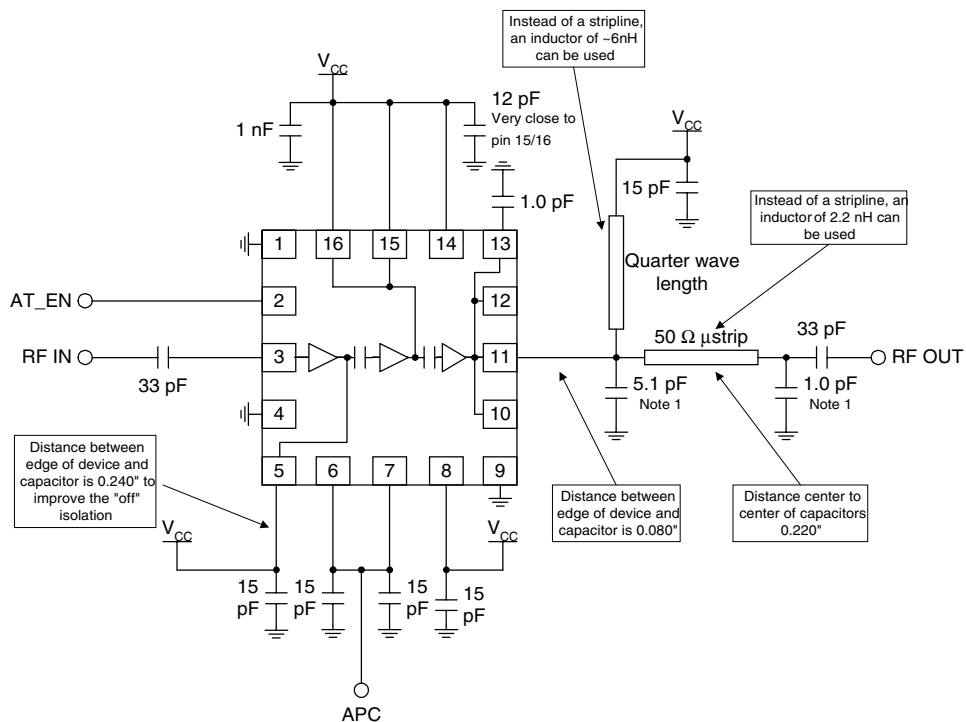 Instead of a stripline,
an inductor of ~6nH
can be used
VCC
12 pF
Very close to
pin 15/16
1 nF
VCC
15 pF
1.0 pF
Instead of a stripline, an
inductor of 2.2 nH can
be used
1
16
15
14
13
Quarter wave
length
AT_EN
2
12
50 Ω µstrip
33 pF
RF IN
3
11
RF OUT
33 pF
5.1 pF
Note 1
1.0 pF
Note 1
4
10
Distance between
edge of device and
capacitor is 0.240" to
improve the "off"
isolation
5
6
7
8
9
Distance between
edge of device and
capacitor is 0.080"
Distance center to
center of capacitors
0.220"
VCC
VCC
15
pF
15
pF
15
pF
15
pF
APC